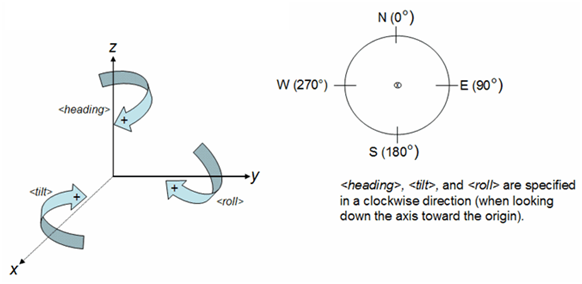 z
<heading>
+
<tilt>
+
+
y
<roll>
x
N (0°)
W (270°)
E (90°)
S (180°)
<heading>, <tilt>, and <roll> are specified
in a clockwise direction (when looking
down the axis toward the origin).